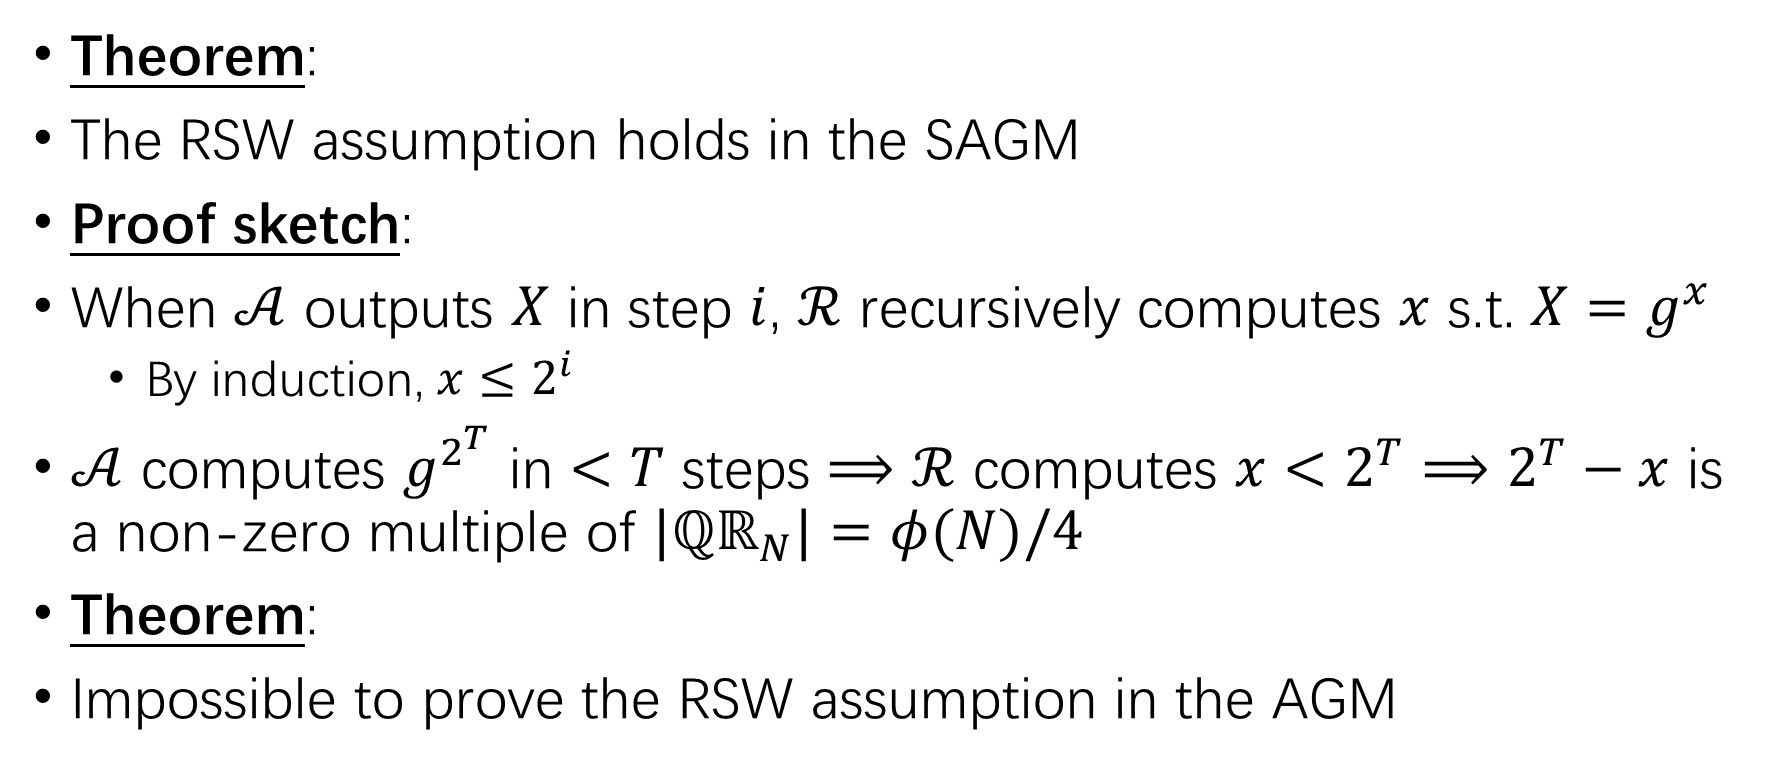 • Theorem:
• The RSW assumption holds in the SAGM
• Proof sketch:
• When 𝒜 outputs 𝑋 in step 𝑖, ℛ recursively computes 𝑥 s.t. 𝑋 = 𝑔^𝑥
• By induction, 𝑥 ≤ 2^𝑖
• 𝒜 computes 𝑔^{2^𝑇} in < 𝑇 steps ⟹ ℛ computes 𝑥 < 2^𝑇 ⟹ 2^𝑇 − 𝑥 is
a non-zero multiple of |ℚℝ_𝑁| = 𝜙(𝑁)/4
• Theorem:
• Impossible to prove the RSW assumption in the AGM